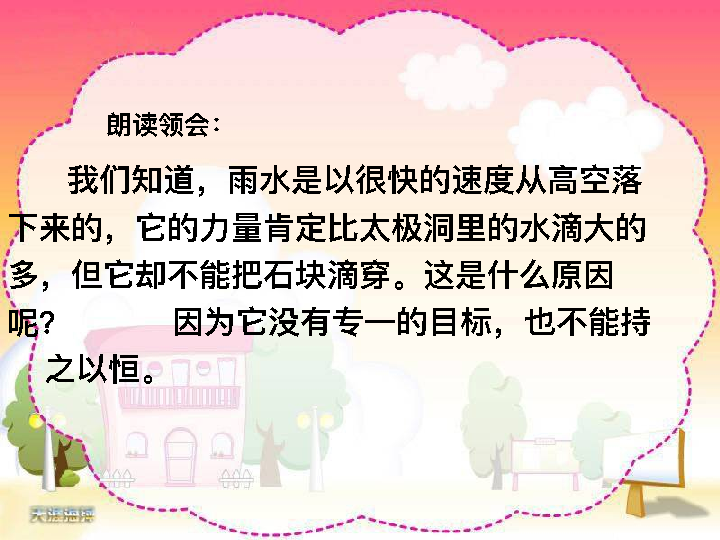 朗读领会：
我们知道，雨水是以很快的速度从高空落
下来的，它的力量肯定比太极洞里的水滴大的
多，但它却不能把石块滴穿。这是什么原因
呢？ 因为它没有专一的目标，也不能持
之以恒。